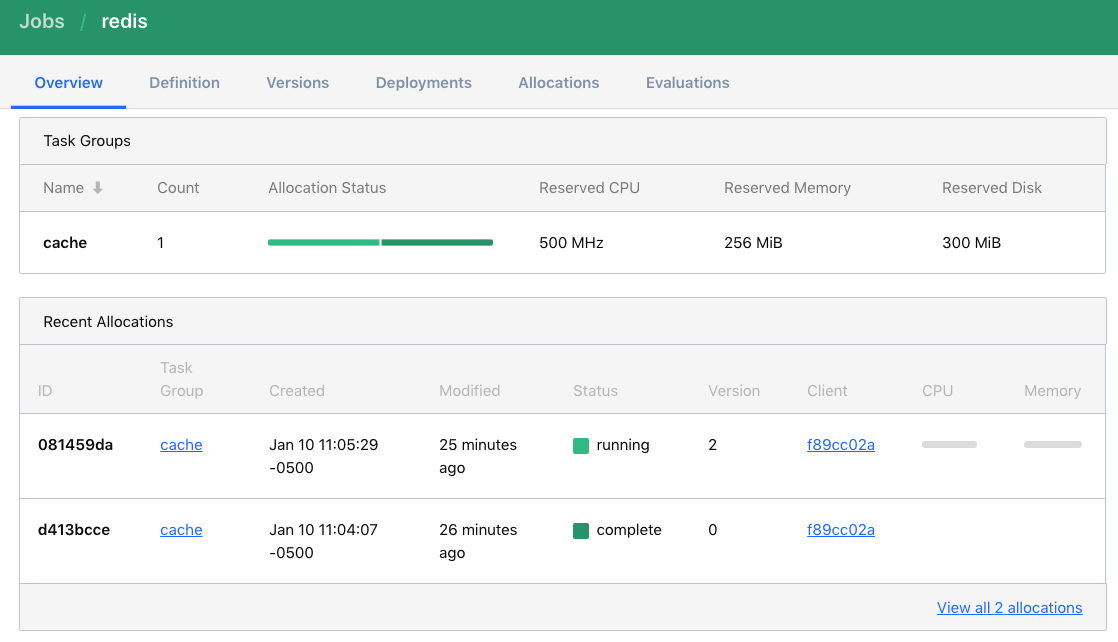 Jobs / redis
Overview Definition Versions Deployments Allocations Evaluations
Task Groups
Name Count Allocation Status Reserved CPU Reserved Memory Reserved Disk
cache 1 500 MHz 256 MiB 300 MiB
Recent Allocations
ID Task Group Created Modified Status Version Client CPU Memory
081459da cache Jan 10 11:05:29 -0500 25 minutes ago running 2 f89cc02a
d413bcce cache Jan 10 11:04:07 -0500 26 minutes ago complete 0 f89cc02a
View all 2 allocations